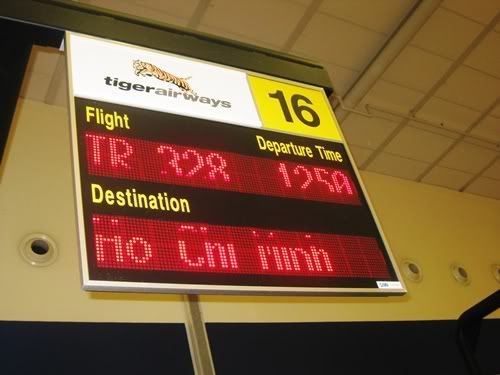 tigerairways
16
Flight
Departure Time
TR 328 1250
Destination
Ho Chi Minh